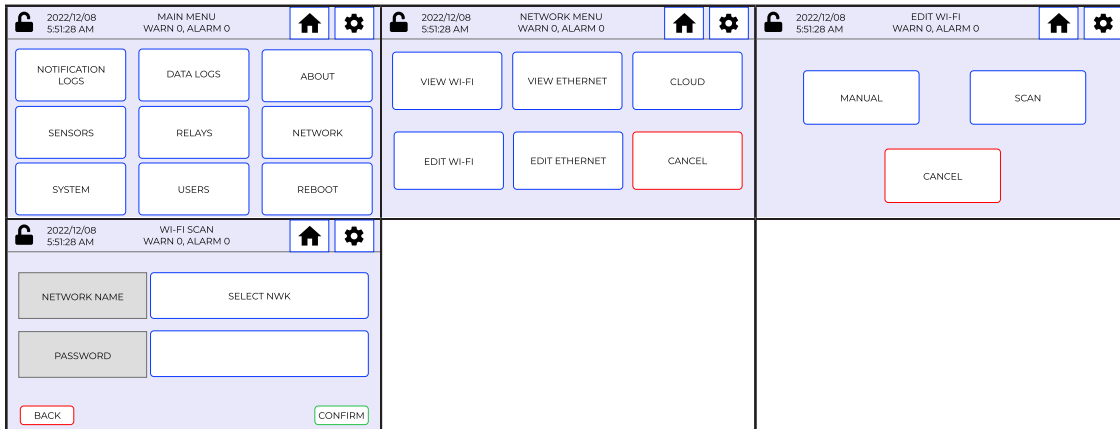 2022/12/08
5:51:28 AM
MAIN MENU
WARN 0, ALARM 0
NOTIFICATION
LOGS
DATA LOGS
ABOUT
SENSORS
RELAYS
NETWORK
SYSTEM
USERS
REBOOT
2022/12/08
5:51:28 AM
NETWORK MENU
WARN 0, ALARM 0
VIEW WI-FI
VIEW ETHERNET
CLOUD
EDIT WI-FI
EDIT ETHERNET
CANCEL
2022/12/08
5:51:28 AM
EDIT WI-FI
WARN 0, ALARM 0
MANUAL
SCAN
CANCEL
2022/12/08
5:51:28 AM
WI-FI SCAN
WARN 0, ALARM 0
NETWORK NAME
SELECT NWK
PASSWORD
BACK
CONFIRM